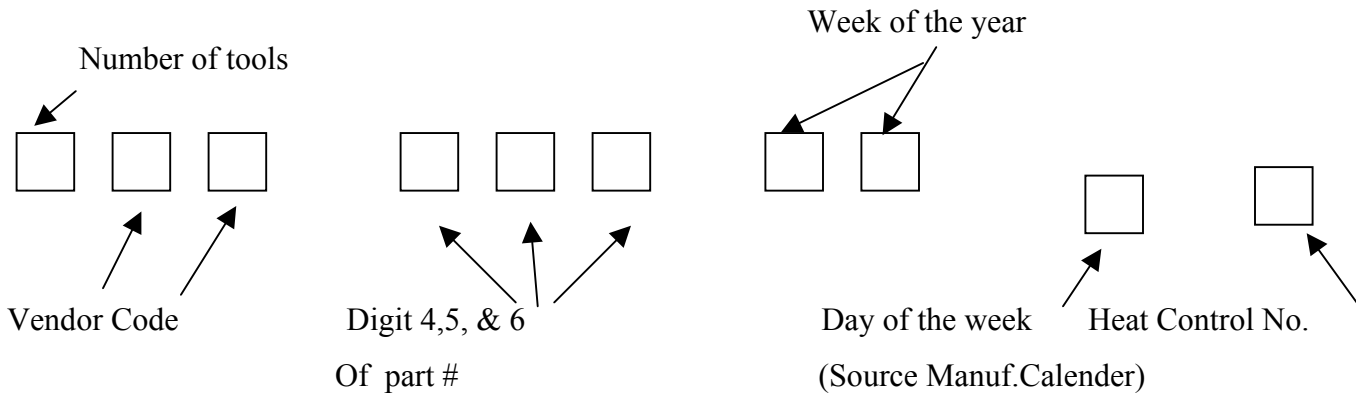 Week of the year
Number of tools
Vendor Code
Digit 4,5, & 6
Of part #
Day of the week
(Source Manuf.Calender)
Heat Control No.